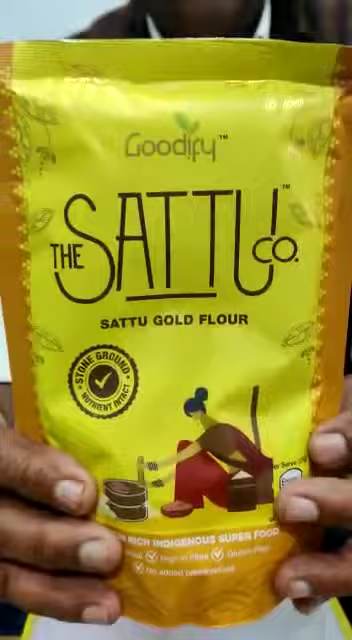 Goodify™
THE SATTU CO.™
SATTU GOLD FLOUR
STONE GROUND
NUTRIENT INTACT
RICH INDIGENOUS SUPER FOOD
High in Fibre Gluten Free
No added preservatives